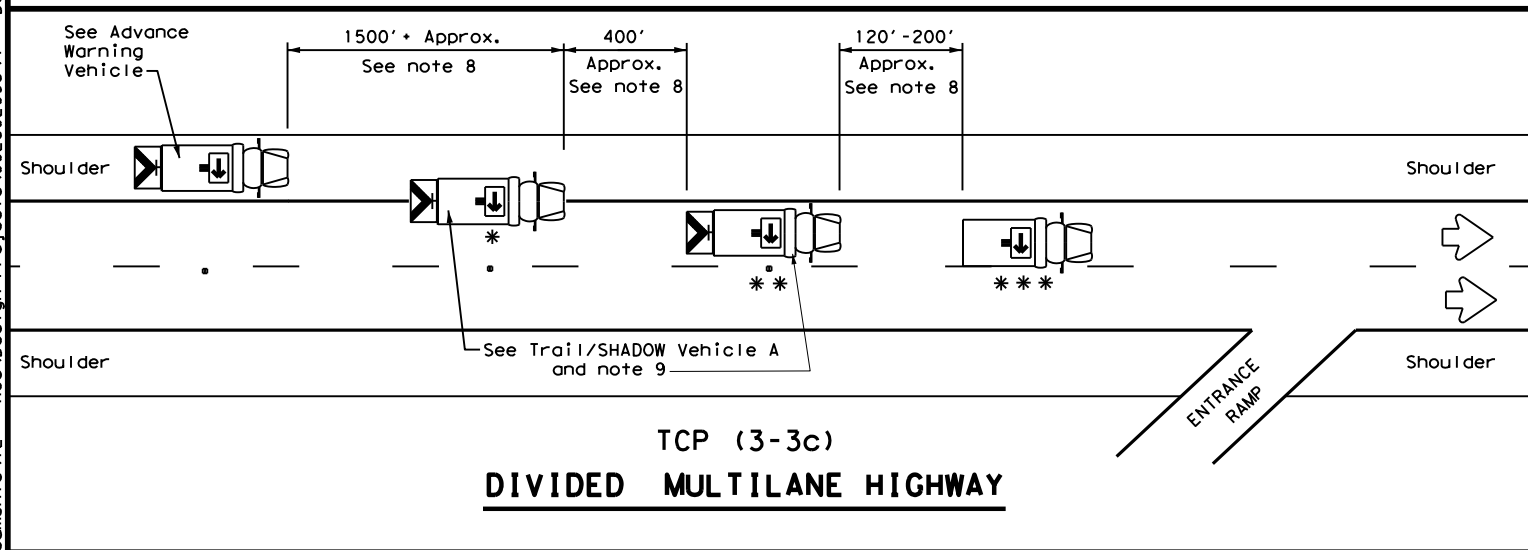 See Advance
Warning
Vehicle
1500'+ Approx.
See note 8
400'
Approx.
See note 8
120'-200'
Approx.
See note 8
Shoulder
Shoulder
*
* *
* * *
See Trail/SHADOW Vehicle A
and note 9
Shoulder
Shoulder
ENTRANCE
RAMP
TCP (3-3c)
DIVIDED MULTILANE HIGHWAY